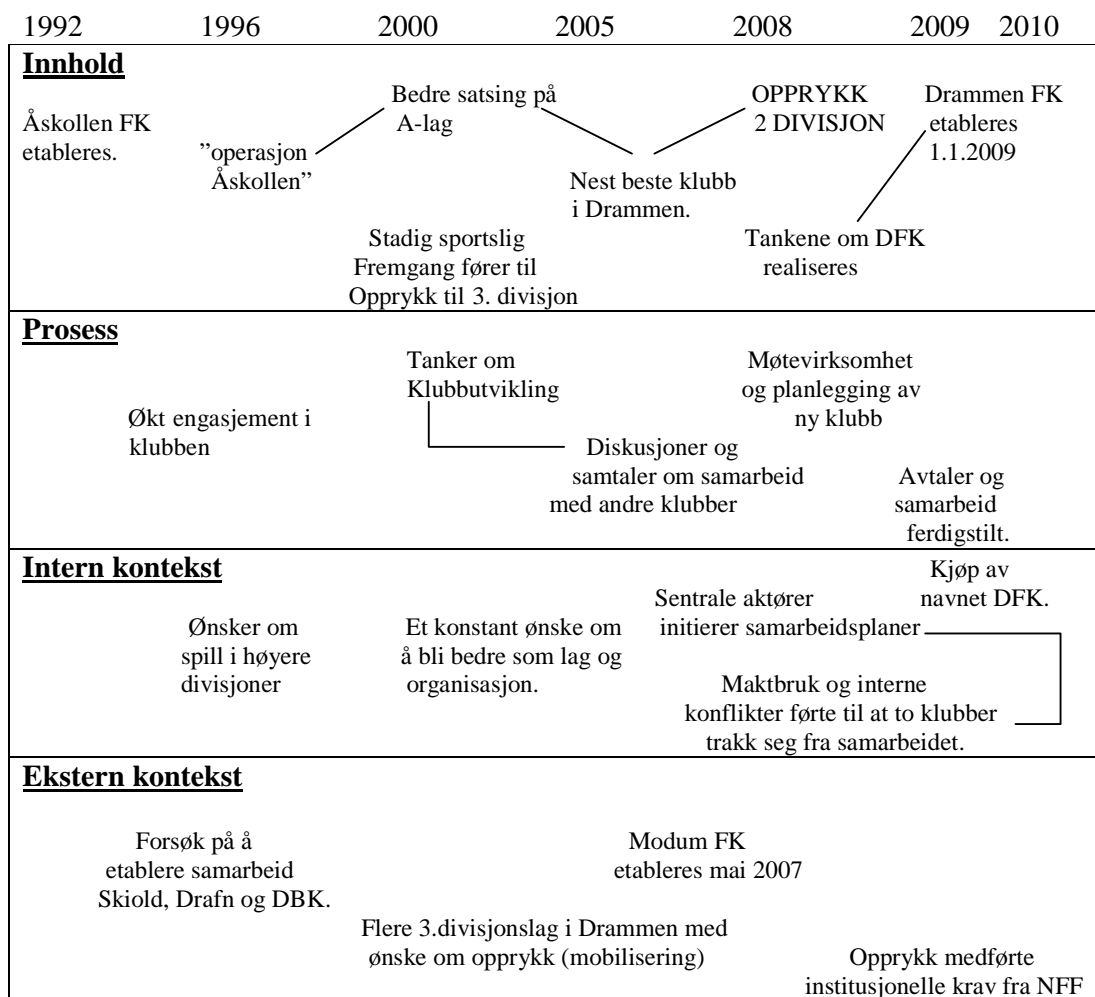 1992 1996 2000 2005 2008 2009 2010
Innhold
Åskollen FK
etableres.
”operasjon
Åskollen”
Bedre satsing på
A-lag
Stadig sportslig
Fremgang fører til
Opprykk til 3. divisjon
Nest beste klubb
i Drammen.
OPPRYKK
2 DIVISJON
Tankene om DFK
realiseres
Drammen FK
etableres
1.1.2009
Prosess
Økt engasjement i
klubben
Tanker om
Klubbutvikling
Diskusjoner og
samtaler om samarbeid
med andre klubber
Møtevirksomhet
og planlegging av
ny klubb
Avtaler og
samarbeid
ferdigstilt.
Intern kontekst
Ønsker om
spill i høyere
divisjoner
Et konstant ønske om
å bli bedre som lag og
organisasjon.
Sentrale aktører
initierer samarbeidsplaner
Kjøp av
navnet DFK.
Maktbruk og interne
konflikter førte til at to klubber
trakk seg fra samarbeidet.
Ekstern kontekst
Forsøk på å
etablere samarbeid
Skiold, Drafn og DBK.
Modum FK
etableres mai 2007
Flere 3.divisjonslag i Drammen med
ønske om opprykk (mobilisering)
Opprykk medførte
institusjonelle krav fra NFF